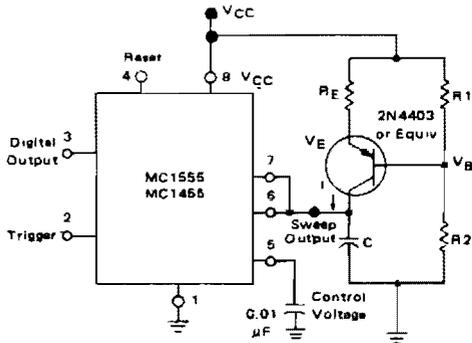 VCC
Reset
4
8 VCC
RE
R1
2N4403
or Equiv
Digital
Output
3
MC1555
MC1455
7
VE
VB
6
I
Trigger
2
Sweep
Output
C
R2
5
1
0.01
µF
Control
Voltage